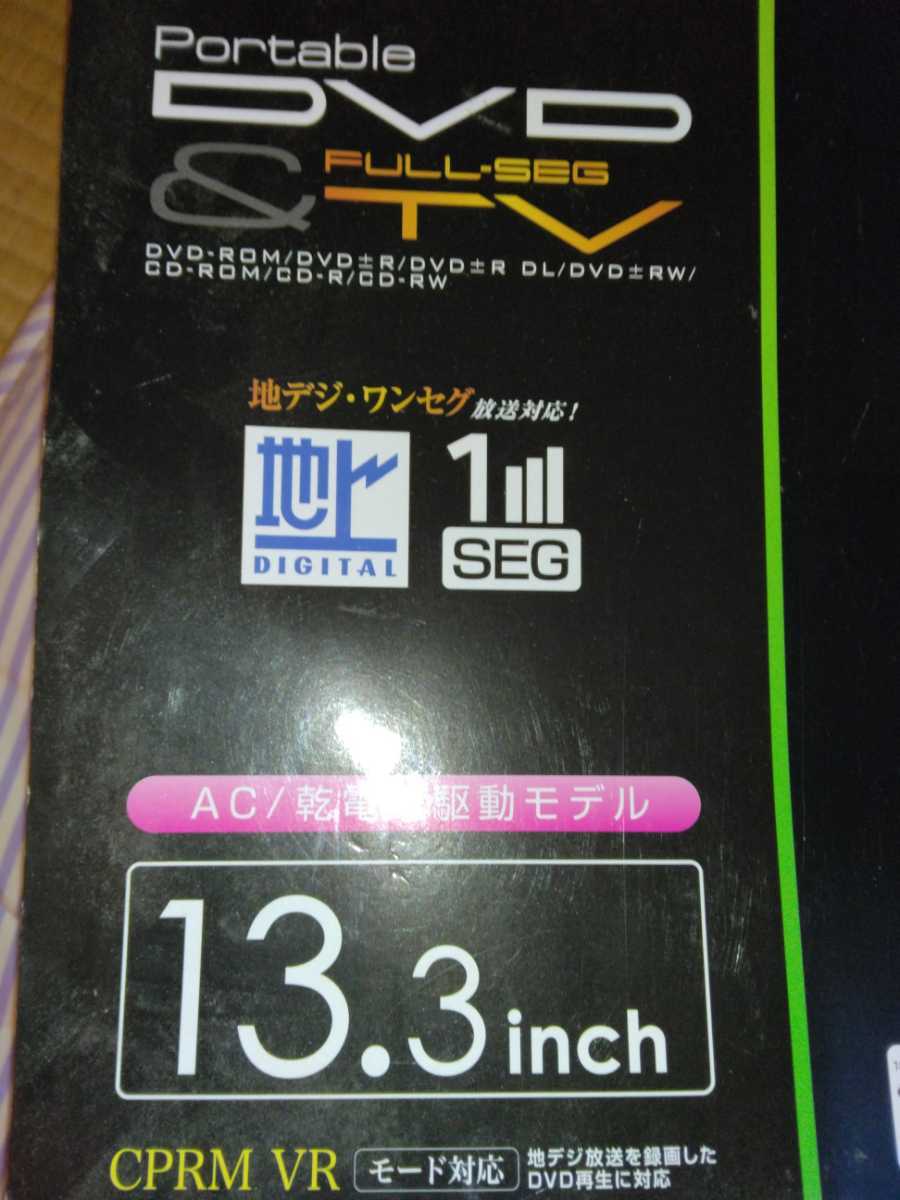 Portable
DVD
& FULL-SEG
TV
DVD-ROM/DVD±R/DVD±R DL/DVD±RW/
CD-ROM/CD-R/CD-RW
地デジ・ワンセグ放送対応!
地上 1
DIGITAL SEG
AC/乾電 駆動モデル
13.3inch
CPRM VR モード対応
地デジ放送を録画した
DVD再生に対応